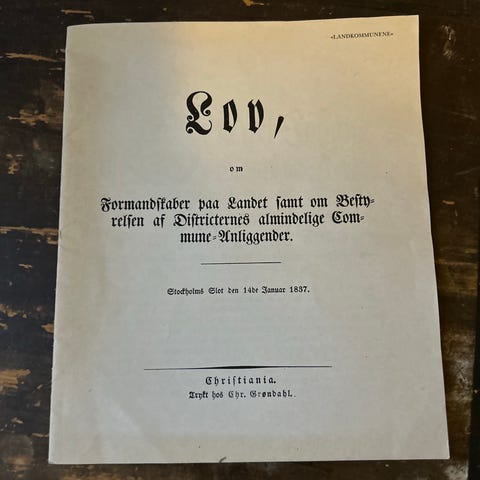 «LANDKOMMUNENE»
Lov,
om
Formandskaber paa Landet samt om Besty-
relsen af Districternes almindelige Com-
mune-Anliggender.
Stockholms Slot den 14de Januar 1837.
Christiania.
Trykt hos Chr. Grøndahl.